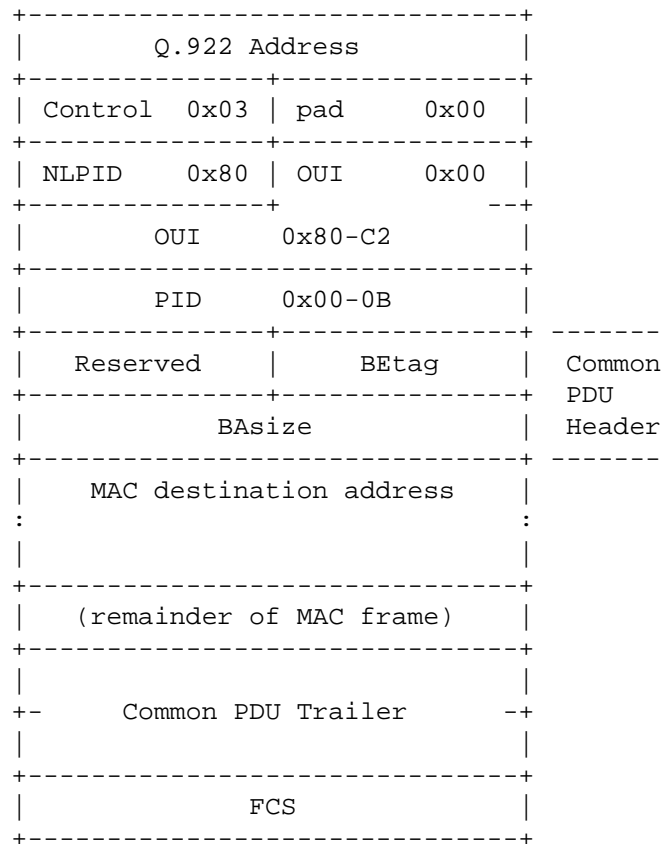 +-------------------------------+
|         Q.922 Address         |
+---------------+---------------+
| Control  0x03 | pad      0x00 |
+---------------+---------------+
| NLPID    0x80 | OUI      0x00 |
+---------------+             --+
|        OUI     0x80-C2        |
+-------------------------------+
|        PID     0x00-0B        |
+---------------+---------------+ -------
|   Reserved    |     BEtag     |  Common
+---------------+---------------+  PDU
|            BAsize             |  Header
+-------------------------------+ -------
|    MAC destination address    |
:                               :
|                               |
+-------------------------------+
|   (remainder of MAC frame)    |
+-------------------------------+
|                               |
+-     Common PDU Trailer      -+
|                               |
+-------------------------------+
|              FCS              |
+-------------------------------+